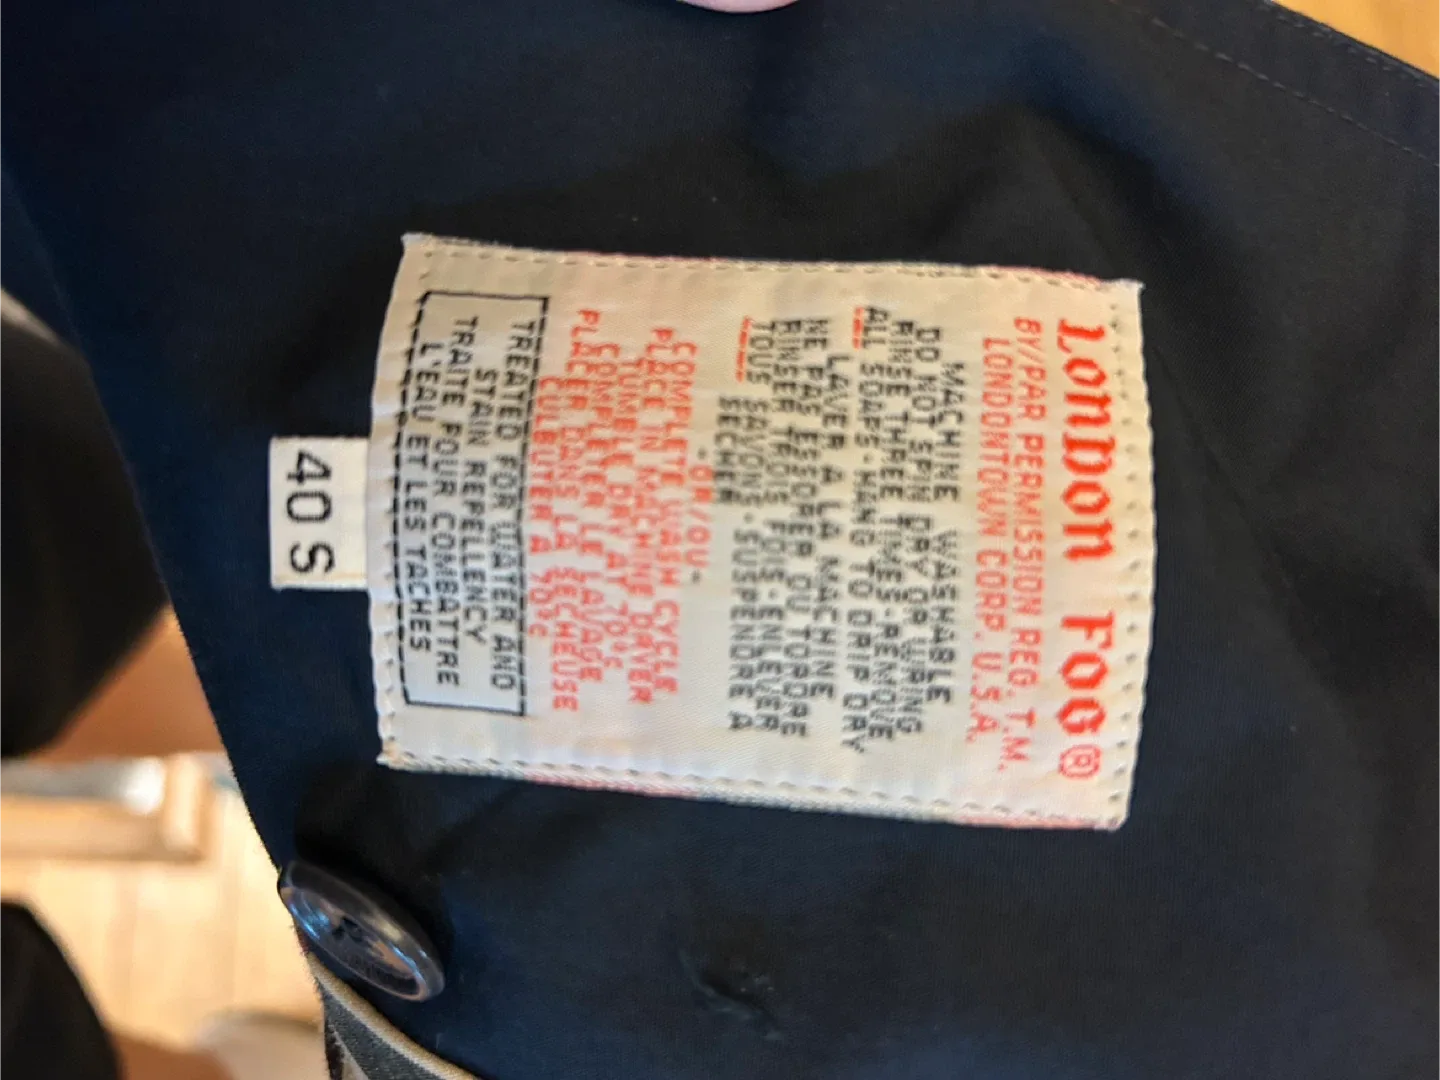 London Fog®
BY/PAR PERMISSION REG. T.M.
LONDONTOWN CORP. U.S.A.
MACHINE WASHABLE
DO NOT SPIN DRY OR WRING
RINSE THREE TIMES-REMOVE
ALL SOAPS-HANG TO DRIP DRY
LAVER A LA MACHINE
NE PAS ESSORER OU TORDRE
RINSER TROIS FOIS-ENLEVER
TOUS SAVONS-SUSPENDRE A
SECHER
-OR/OU-
COMPLETE WASH CYCLE
PLACE IN MACHINE DRYER
TUMBLE DRY AT 70°C
COMPLETER LE LAVAGE
PLACER DANS LA SECHEUSE
CULBUTER A 70°C
TREATED FOR WATER AND
STAIN REPELLENCY
TRAITE POUR COMBATTRE
L'EAU ET LES TACHES
40 S